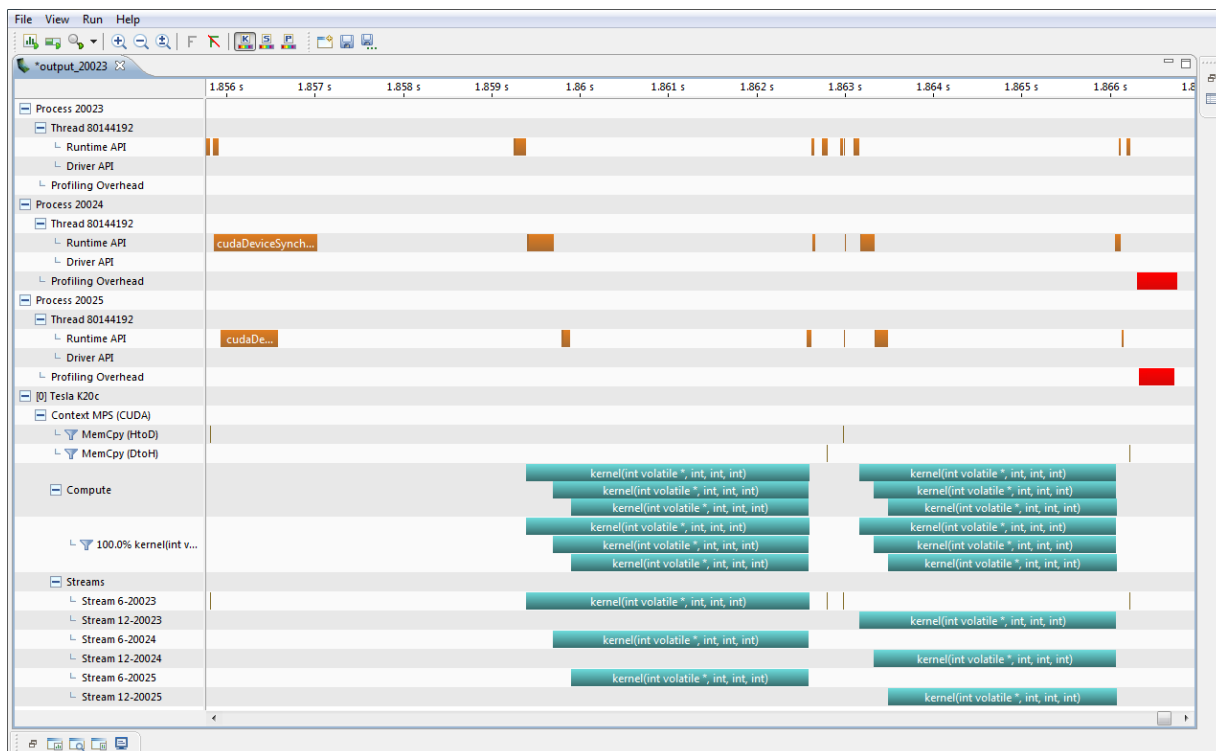 File View Run Help
*output_20023
1.856 s 1.857 s 1.858 s 1.859 s 1.86 s 1.861 s 1.862 s 1.863 s 1.864 s 1.865 s 1.866 s 1.8
Process 20023
Thread 80144192
Runtime API
Driver API
Profiling Overhead
Process 20024
Thread 80144192
Runtime API cudaDeviceSynch...
Driver API
Profiling Overhead
Process 20025
Thread 80144192
Runtime API cudaDe...
Driver API
Profiling Overhead
[0] Tesla K20c
Context MPS (CUDA)
MemCpy (HtoD)
MemCpy (DtoH)
kernel(int volatile *, int, int, int) kernel(int volatile *, int, int, int)
Compute kernel(int volatile *, int, int, int) kernel(int volatile *, int, int, int)
kernel(int volatile *, int, int, int) kernel(int volatile *, int, int, int)
kernel(int volatile *, int, int, int) kernel(int volatile *, int, int, int)
100.0% kernel(int v... kernel(int volatile *, int, int, int) kernel(int volatile *, int, int, int)
kernel(int volatile *, int, int, int) kernel(int volatile *, int, int, int)
Streams
Stream 6-20023 kernel(int volatile *, int, int, int)
Stream 12-20023 kernel(int volatile *, int, int, int)
Stream 6-20024 kernel(int volatile *, int, int, int)
Stream 12-20024 kernel(int volatile *, int, int, int)
Stream 6-20025 kernel(int volatile *, int, int, int)
Stream 12-20025 kernel(int volatile *, int, int, int)